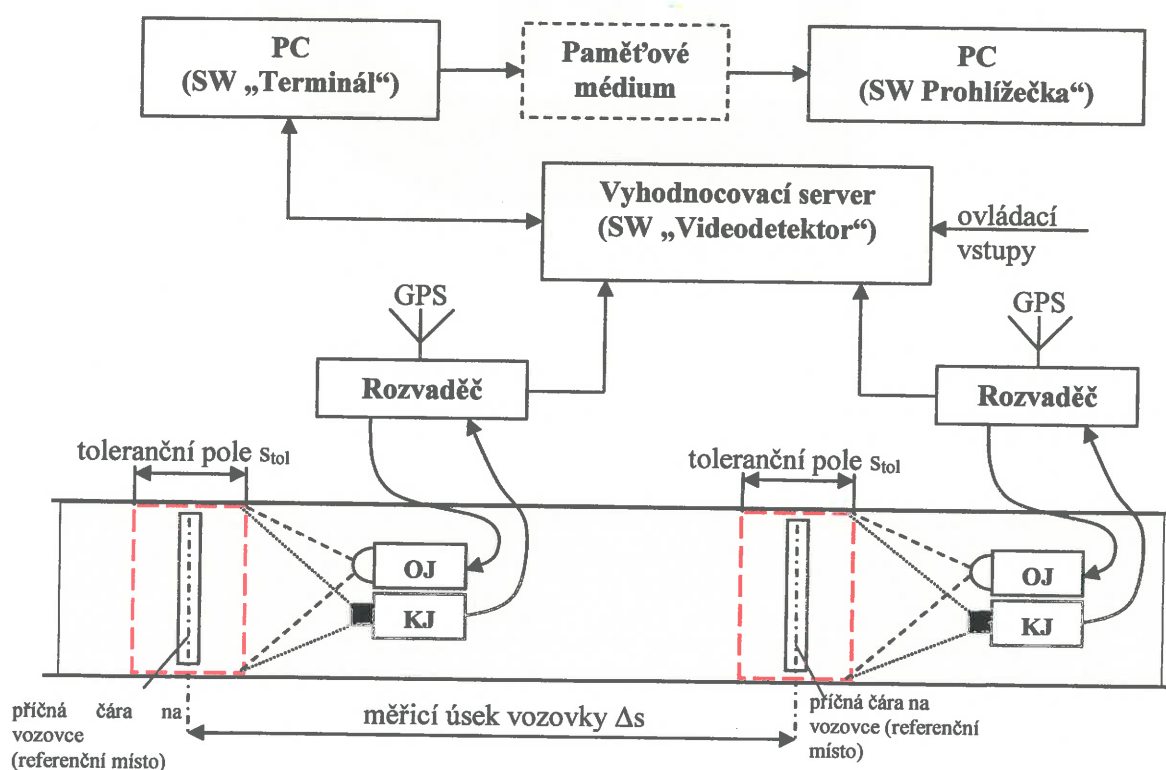 PC
(SW „Terminál“)
Paměťové
médium
PC
(SW Prohlížečka“)
Vyhodnocovací server
(SW „Videodetektor“)
ovládací
vstupy
GPS
Rozvaděč
GPS
Rozvaděč
toleranční pole stol
toleranční pole stol
OJ
KJ
OJ
KJ
příčná čára na
vozovce
(referenční místo)
měřicí úsek vozovky Δs
příčná čára na
vozovce (referenční
místo)